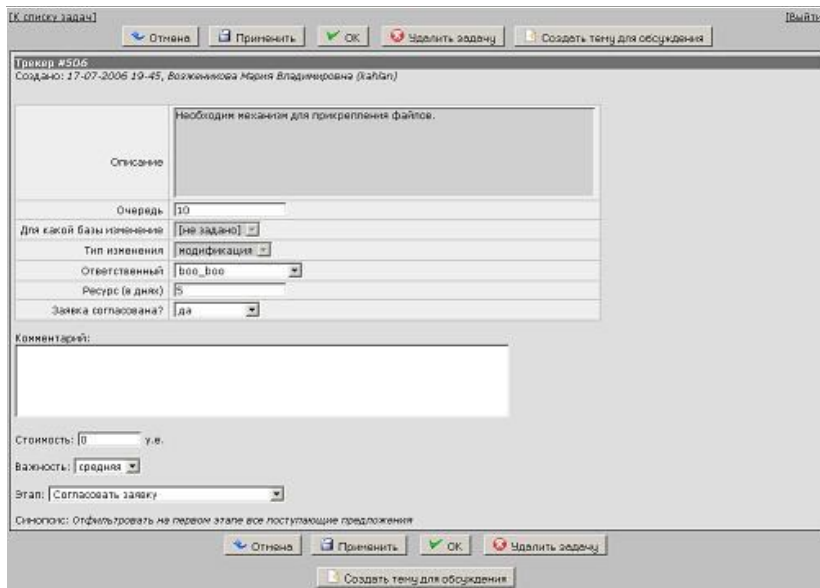 [К списку задач] [Выйти
Отмена Применить ОК Удалить задачу Создать тему для обсуждения
Трекер #506
Создано: 17-07-2006 19-45, Возженикова Мария Владимировна (kahlan)
Необходим механизм для прикрепления файлов.
Описание
Очередь 10
Для какой базы изменение [не задано]
Тип изменения модификация
Ответственный boo_boo
Ресурс (в днях) 5
Заявка согласована? да
Комментарий:
Стоимость: 0 у.е.
Важность: средняя
Этап: Согласовать заявку
Синопсис: Отфильтровать на первом этапе все поступающие предложения
Отмена Применить ОК Удалить задачу
Создать тему для обсуждения